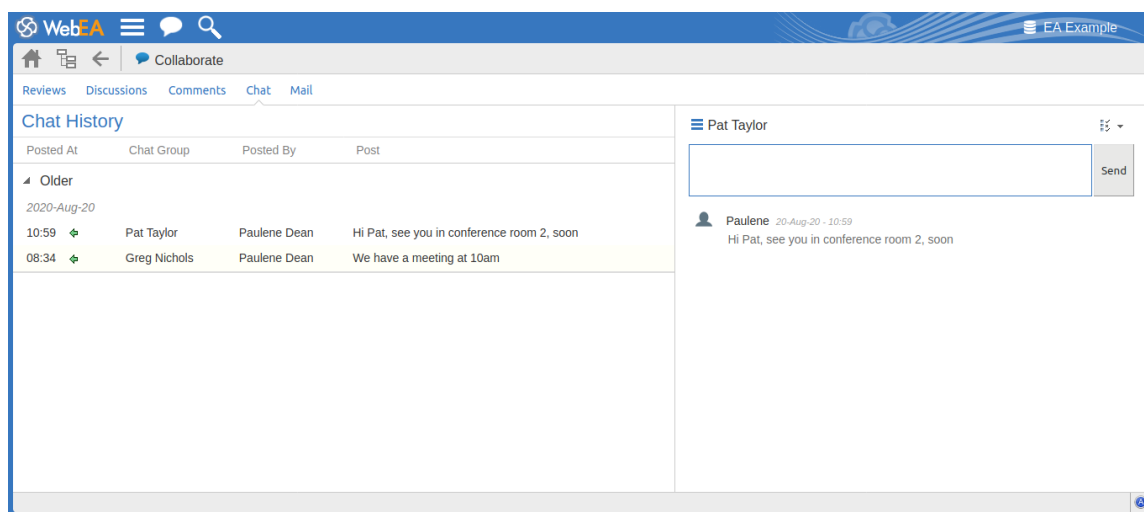 WebEA
EA Example
Collaborate
Reviews Discussions Comments Chat Mail
Chat History
Posted At Chat Group Posted By Post
Older
2020-Aug-20
10:59 Pat Taylor Paulene Dean Hi Pat, see you in conference room 2, soon
08:34 Greg Nichols Paulene Dean We have a meeting at 10am
Pat Taylor
Send
Paulene 20-Aug-20 - 10:59
Hi Pat, see you in conference room 2, soon